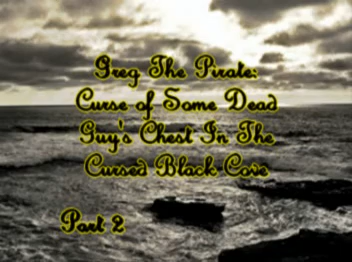 Greg The Pirate:
Curse of Some Dead
Guy's Chest In The
Cursed Black Cove
Part 2